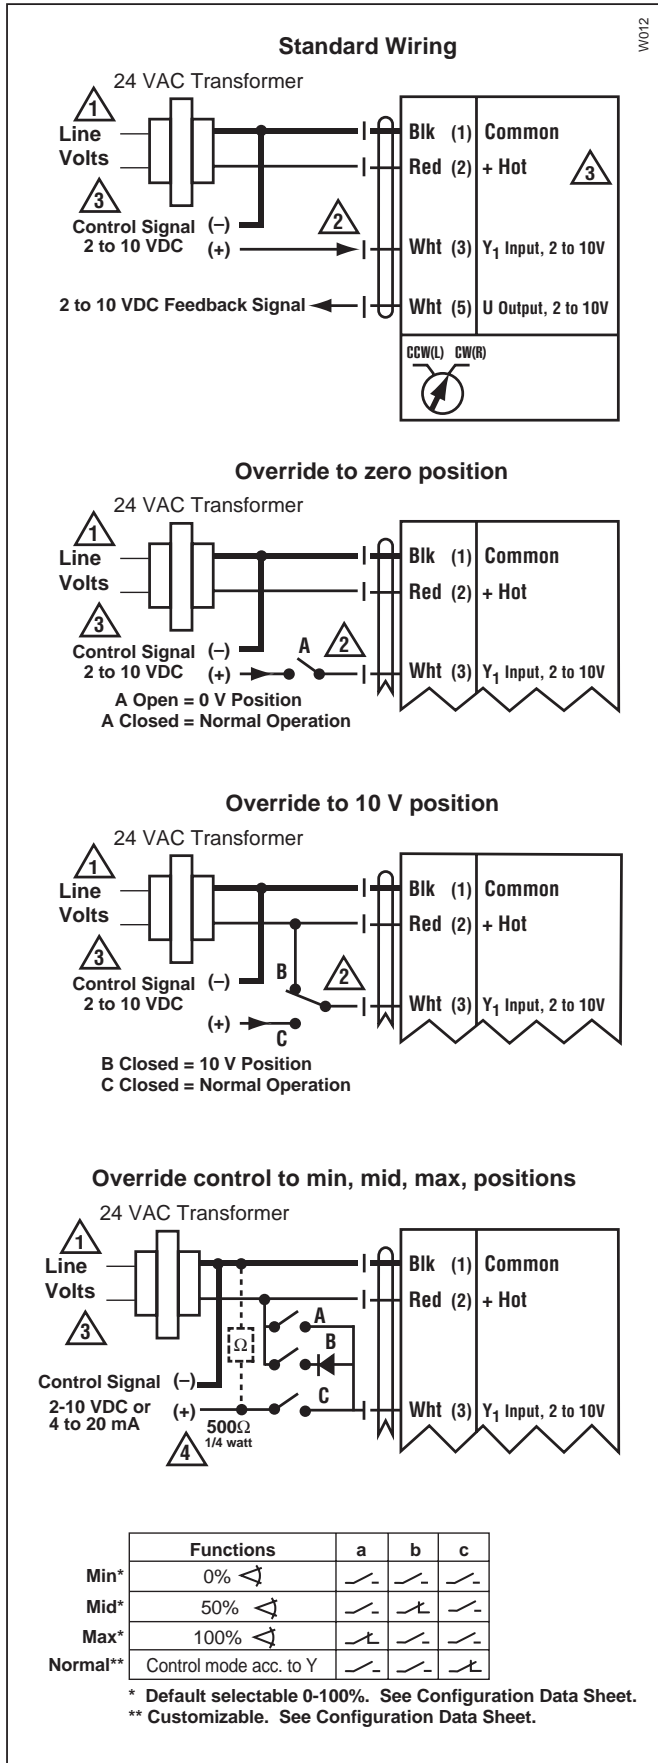 W012
Standard Wiring
24 VAC Transformer
1
Line
Volts
3
Control Signal (–)
2 to 10 VDC (+)
2
2 to 10 VDC Feedback Signal
Blk (1) Common
Red (2) + Hot
3
Wht (3) Y1 Input, 2 to 10V
Wht (5) U Output, 2 to 10V
CCW(L) CW(R)
Override to zero position
24 VAC Transformer
1
Line
Volts
3
Control Signal (–)
2 to 10 VDC (+)
A
2
Blk (1) Common
Red (2) + Hot
Wht (3) Y1 Input, 2 to 10V
A Open = 0 V Position
A Closed = Normal Operation
Override to 10 V position
24 VAC Transformer
1
Line
Volts
3
Control Signal (–)
2 to 10 VDC
(+)
B
2
C
Blk (1) Common
Red (2) + Hot
Wht (3) Y1 Input, 2 to 10V
B Closed = 10 V Position
C Closed = Normal Operation
Override control to min, mid, max, positions
24 VAC Transformer
1
Line
Volts
3
Control Signal (–)
2-10 VDC or (+)
4 to 20 mA
4
Ω
500Ω
1/4 watt
A
B
C
Blk (1) Common
Red (2) + Hot
Wht (3) Y1 Input, 2 to 10V
Functions a b c
Min* 0%
Mid* 50%
Max* 100%
Normal** Control mode acc. to Y
* Default selectable 0-100%. See Configuration Data Sheet.
** Customizable. See Configuration Data Sheet.